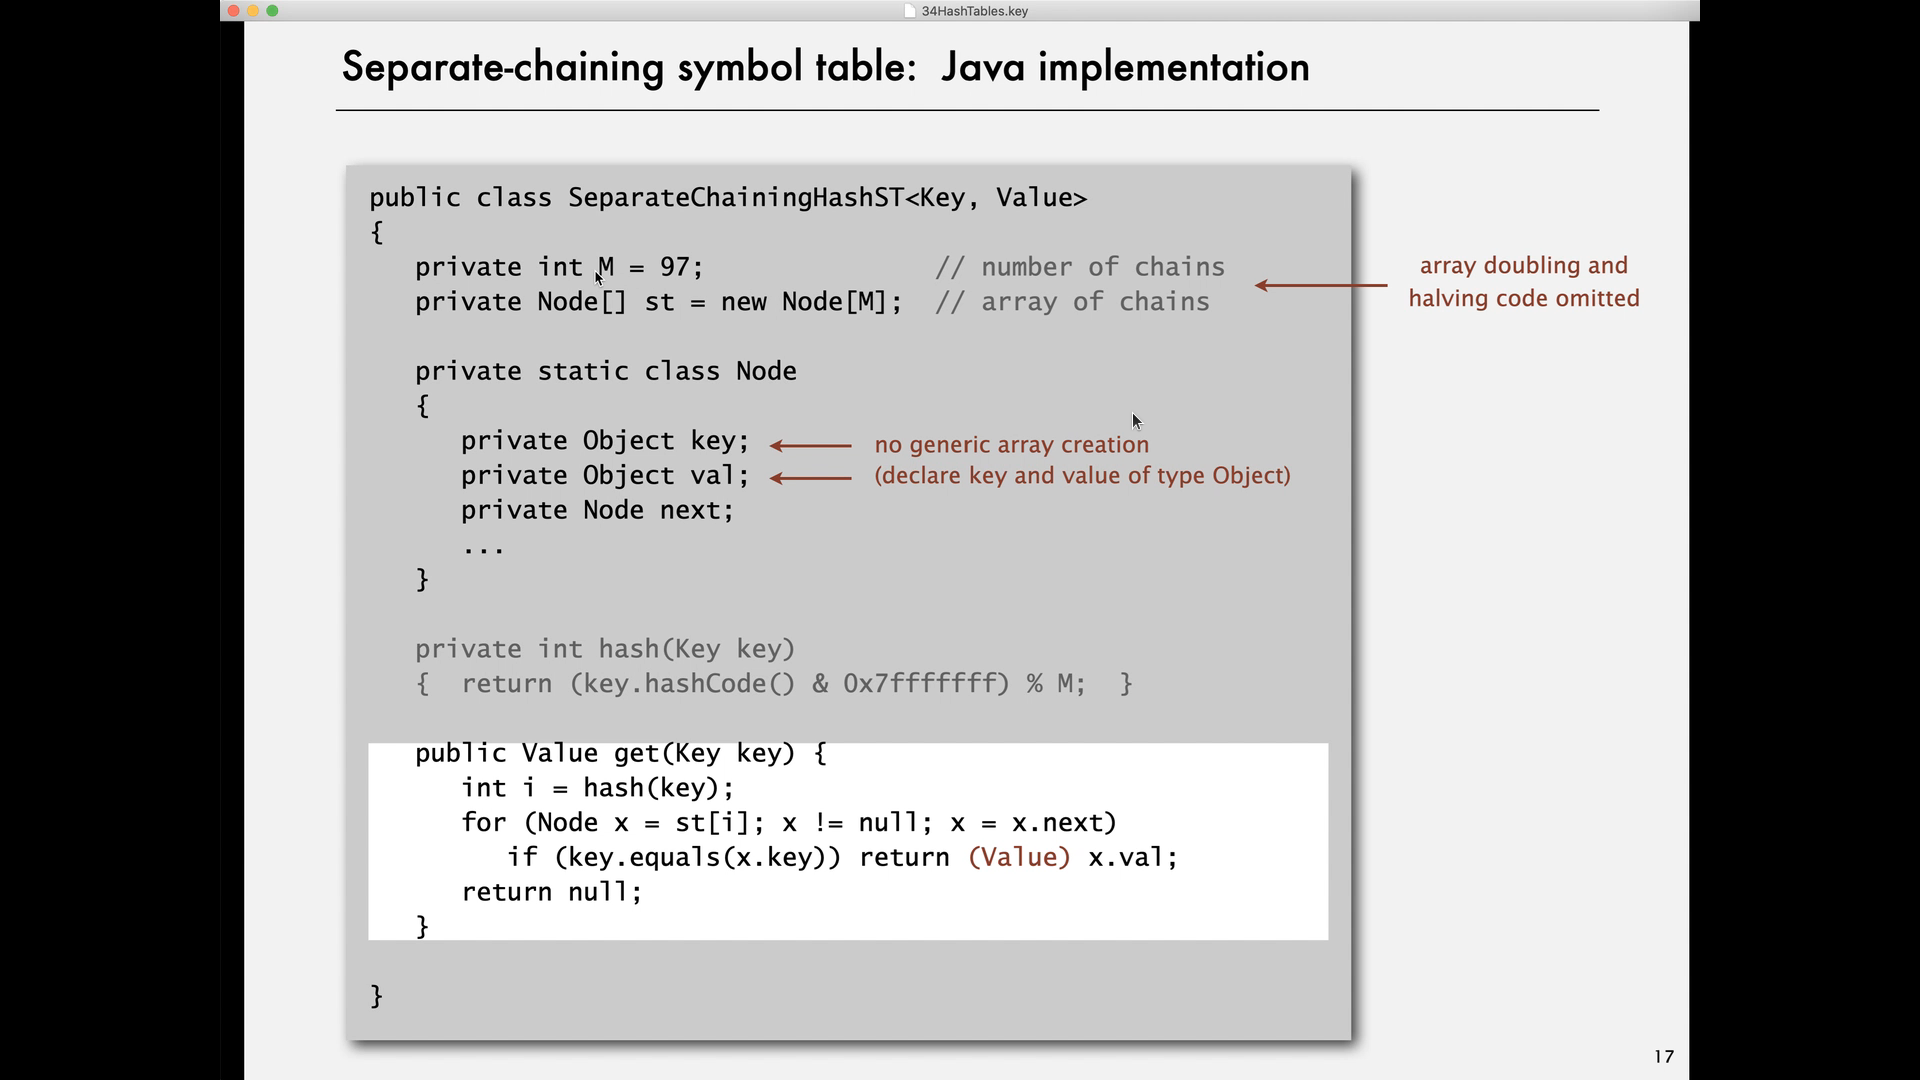 34HashTables.key
Separate-chaining symbol table: Java implementation
public class SeparateChainingHashST<Key, Value>
{
private int M = 97; // number of chains
private Node[] st = new Node[M]; // array of chains
array doubling and
halving code omitted
private static class Node
{
private Object key;
no generic array creation
private Object val;
(declare key and value of type Object)
private Node next;
...
}
private int hash(Key key)
{ return (key.hashCode() & 0x7fffffff) % M; }
public Value get(Key key) {
int i = hash(key);
for (Node x = st[i]; x != null; x = x.next)
if (key.equals(x.key)) return (Value) x.val;
return null;
}
}
17